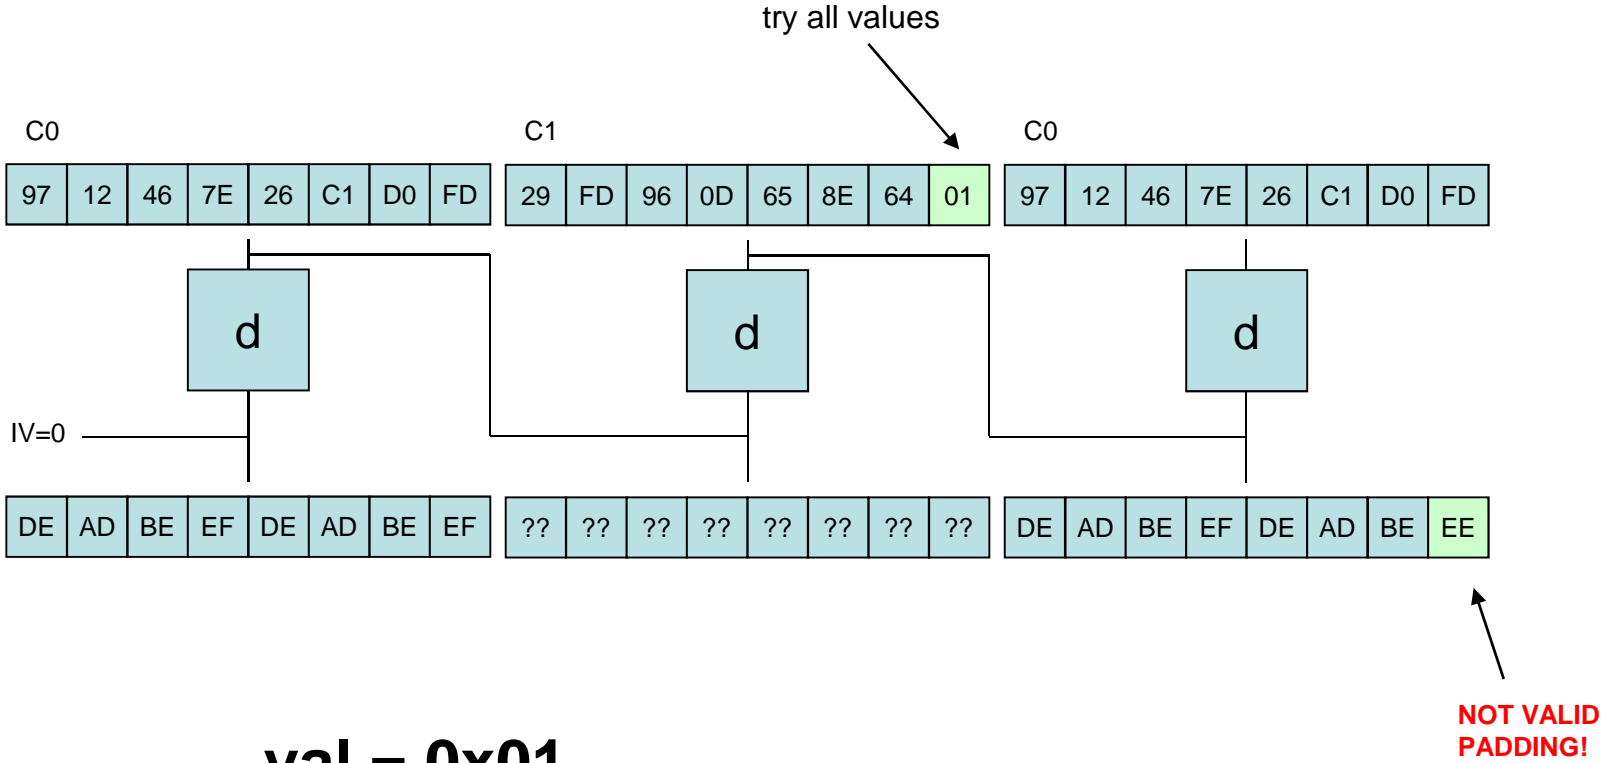 try all values
C0 C1 C0
97 12 46 7E 26 C1 D0 FD 29 FD 96 0D 65 8E 64 01 97 12 46 7E 26 C1 D0 FD
d d d
IV=0
DE AD BE EF DE AD BE EF ?? ?? ?? ?? ?? ?? ?? ?? DE AD BE EF DE AD BE EE
NOT VALID
PADDING!
val = 0x01